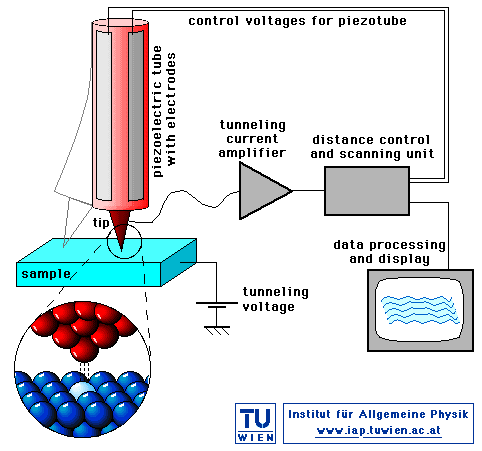 control voltages for piezotube
piezoelectric tube
with electrodes
tunneling
current
amplifier
distance control
and scanning unit
tip
data processing
and display
sample
tunneling
voltage
TU
WIEN
Institut für Allgemeine Physik
www.iap.tuwien.ac.at